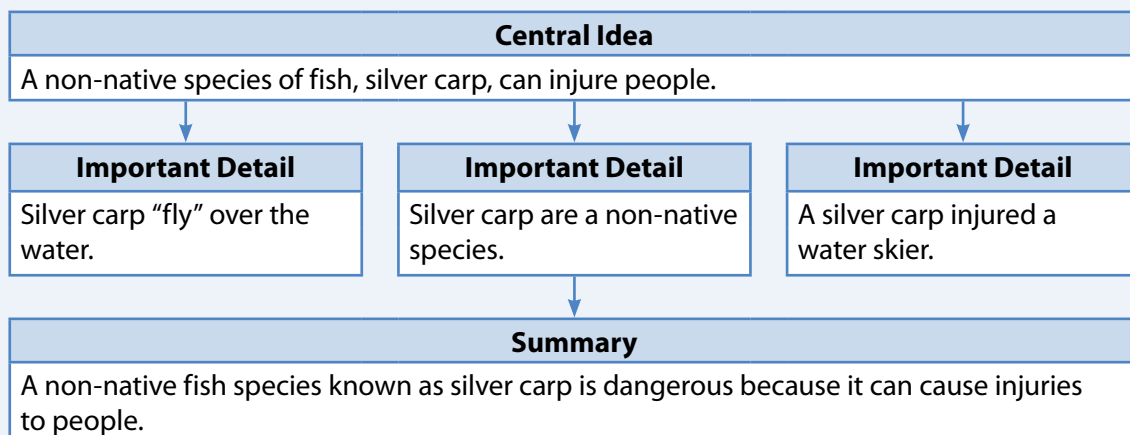 Central Idea
A non-native species of fish, silver carp, can injure people.
Important Detail
Silver carp “fly” over the
water.
Important Detail
Silver carp are a non-native
species.
Important Detail
A silver carp injured a
water skier.
Summary
A non-native fish species known as silver carp is dangerous because it can cause injuries
to people.